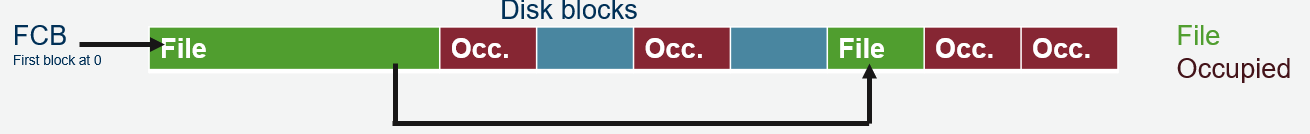 Disk blocks
FCB
First block at 0
File Occ. Occ. File Occ. Occ.
File
Occupied